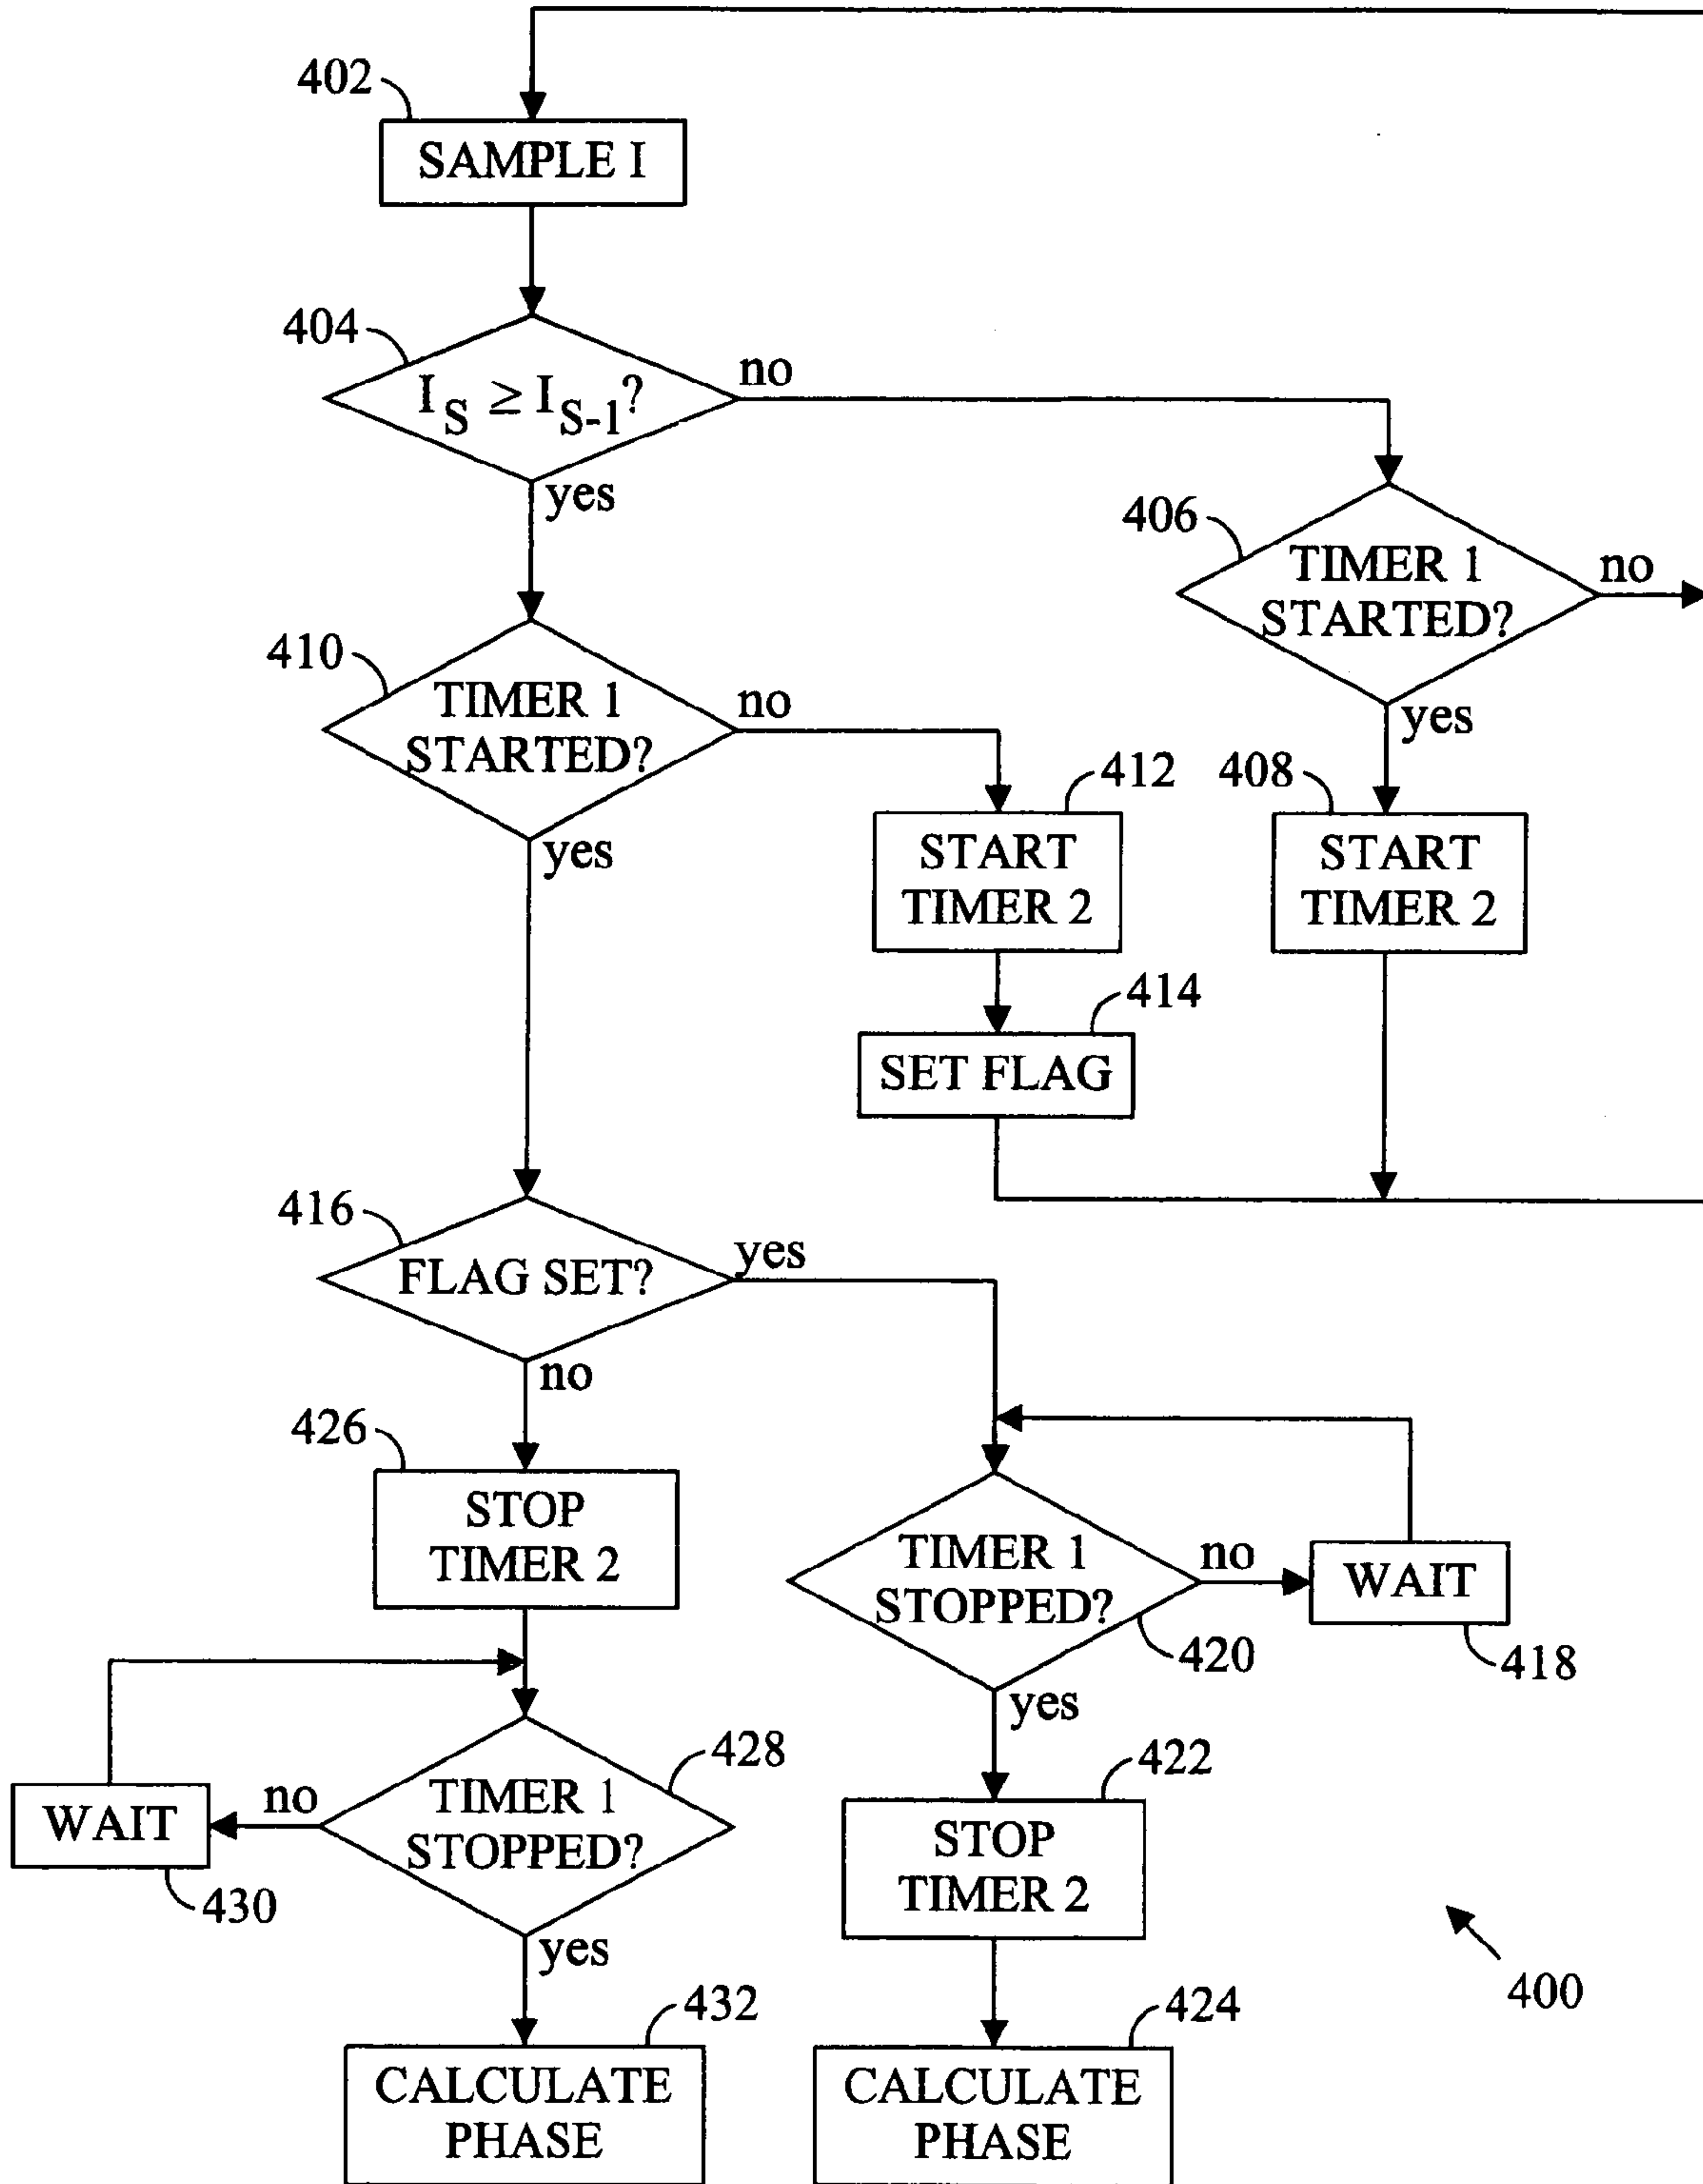 402
SAMPLE I
404
I_S ≥ I_S-1?
no
yes
406
TIMER 1
STARTED?
no
yes
410
TIMER 1
STARTED?
no
yes
412
START
TIMER 2
408
START
TIMER 2
414
SET FLAG
416
FLAG SET?
yes
no
426
STOP
TIMER 2
TIMER 1
STOPPED?
no
WAIT
420
418
yes
428
TIMER 1
STOPPED?
no
WAIT
430
yes
422
STOP
TIMER 2
400
432
CALCULATE
PHASE
424
CALCULATE
PHASE